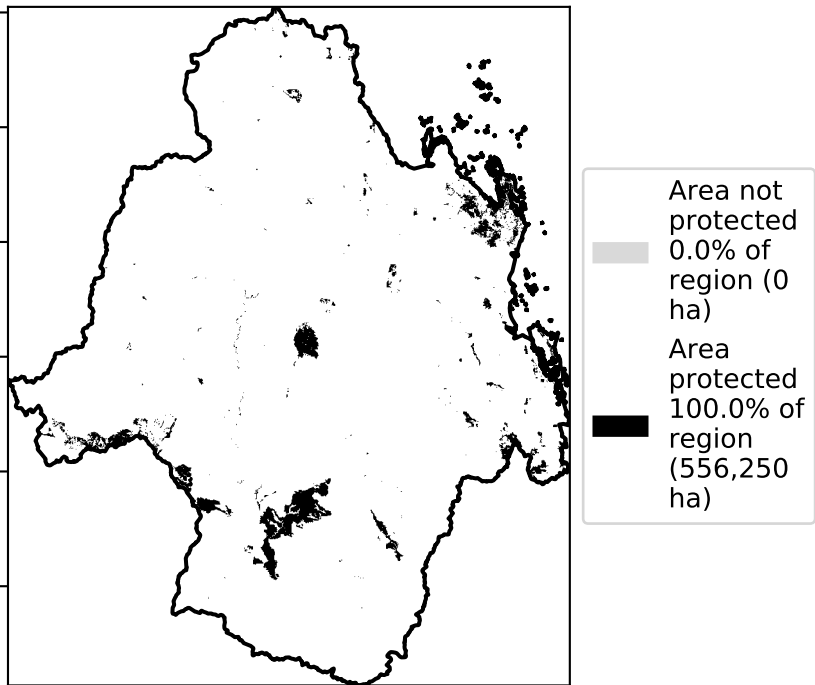 Area not
protected
0.0% of
region (0
ha)
Area
protected
100.0% of
region
(556,250
ha)